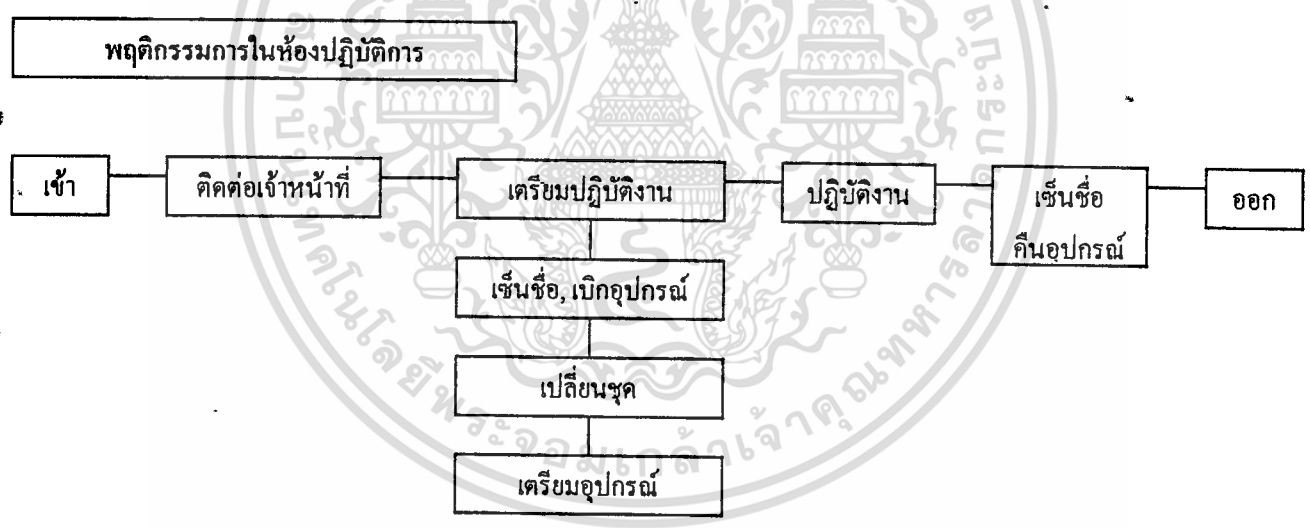 พฤติกรรมการในห้องปฏิบัติการ
เข้า
ติดต่อเจ้าหน้าที่
เตรียมปฏิบัติงาน
ปฏิบัติงาน
เซ็นชื่อ
คืนอุปกรณ์
ออก
เซ็นชื่อ, เบิกอุปกรณ์
เปลี่ยนชุด
เตรียมอุปกรณ์